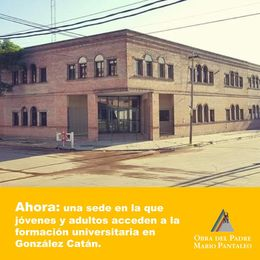 Ahora: una sede en la que
jóvenes y adultos acceden a la
formación universitaria en
González Catán.
OBRA DEL PADRE
MARIO PANTALEO